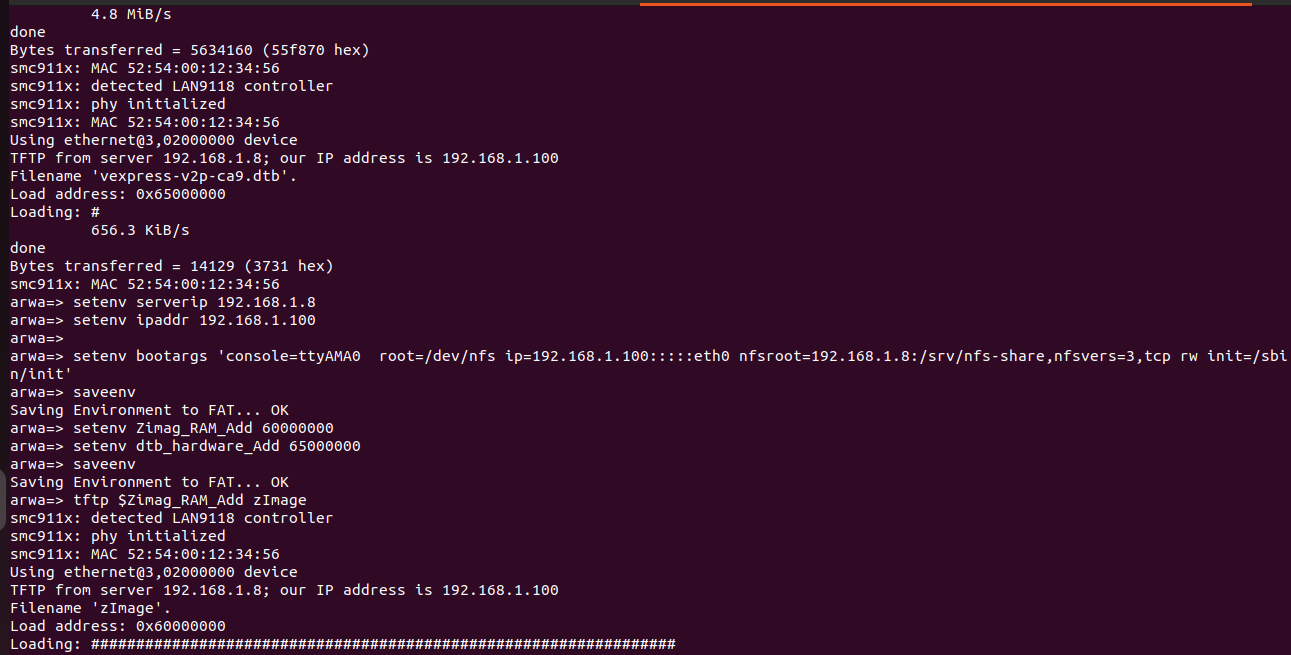 4.8 MiB/s
done
Bytes transferred = 5634160 (55f870 hex)
smc911x: MAC 52:54:00:12:34:56
smc911x: detected LAN9118 controller
smc911x: phy initialized
smc911x: MAC 52:54:00:12:34:56
Using ethernet@3,02000000 device
TFTP from server 192.168.1.8; our IP address is 192.168.1.100
Filename 'vexpress-v2p-ca9.dtb'.
Load address: 0x65000000
Loading: #
656.3 KiB/s
done
Bytes transferred = 14129 (3731 hex)
smc911x: MAC 52:54:00:12:34:56
arwa=> setenv serverip 192.168.1.8
arwa=> setenv ipaddr 192.168.1.100
arwa=>
arwa=> setenv bootargs 'console=ttyAMA0  root=/dev/nfs ip=192.168.1.100:::::eth0 nfsroot=192.168.1.8:/srv/nfs-share,nfsvers=3,tcp rw init=/sbi
n/init'
arwa=> saveenv
Saving Environment to FAT... OK
arwa=> setenv Zimag_RAM_Add 60000000
arwa=> setenv dtb_hardware_Add 65000000
arwa=> saveenv
Saving Environment to FAT... OK
arwa=> tftp $Zimag_RAM_Add zImage
smc911x: detected LAN9118 controller
smc911x: phy initialized
smc911x: MAC 52:54:00:12:34:56
Using ethernet@3,02000000 device
TFTP from server 192.168.1.8; our IP address is 192.168.1.100
Filename 'zImage'.
Load address: 0x60000000
Loading: #################################################################